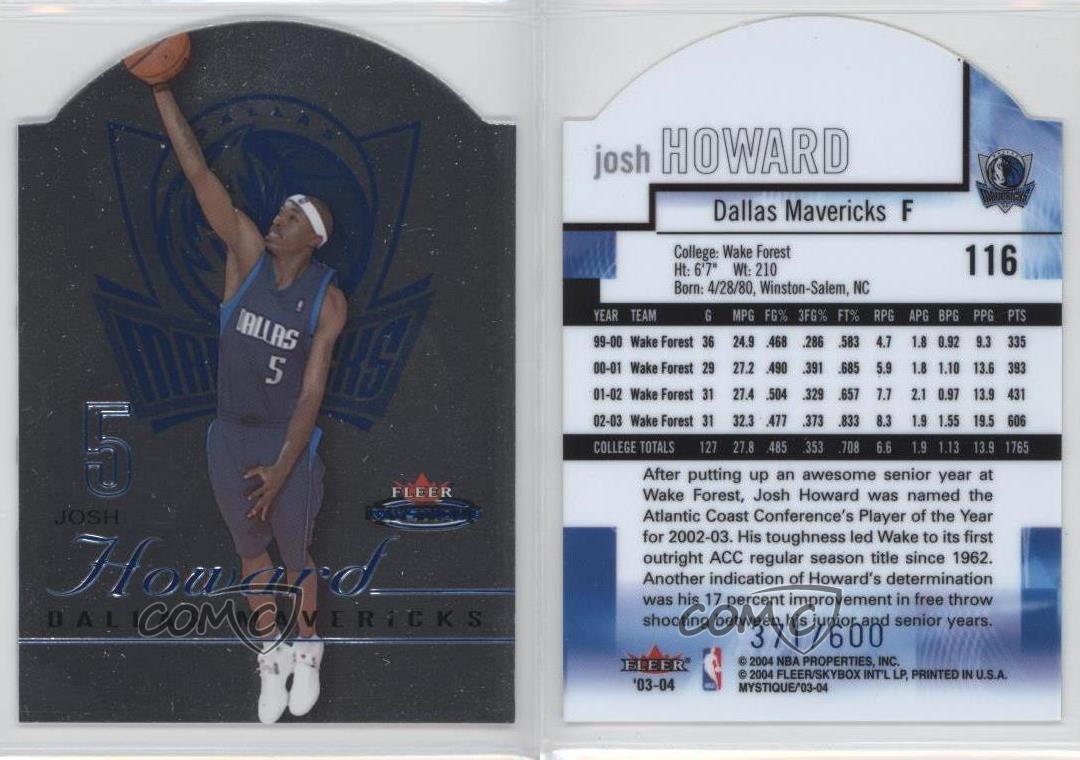 DALLAS
MAVERICKS
DALLAS
5
5
JOSH
Howard
FLEER
MYSTIQUE
DALLAS MAVERiCKS
COMC
josh HOWARD
MAVERICKS
Dallas Mavericks F
College: Wake Forest
Ht: 6'7" Wt: 210
Born: 4/28/80, Winston-Salem, NC
116
YEAR TEAM G MPG FG% 3FG% FT% RPG APG BPG PPG PTS
99-00 Wake Forest 36 24.9 .468 .286 .583 4.7 1.8 0.92 9.3 335
00-01 Wake Forest 29 27.2 .490 .391 .685 5.9 1.8 1.10 13.6 393
01-02 Wake Forest 31 27.4 .504 .329 .657 7.7 2.1 0.97 13.9 431
02-03 Wake Forest 31 32.3 .477 .373 .833 8.3 1.9 1.55 19.5 606
COLLEGE TOTALS 127 27.8 .485 .353 .708 6.6 1.9 1.13 13.9 1765
After putting up an awesome senior year at
Wake Forest, Josh Howard was named the
Atlantic Coast Conference's Player of the Year
for 2002-03. His toughness led Wake to its first
outright ACC regular season title since 1962.
Another indication of Howard's determination
was his 17 percent improvement in free throw
shooting between his junior and senior years.
COMC
/600
FLEER
'03-04
© 2004 NBA PROPERTIES, INC.
© 2004 FLEER/SKYBOX INT'L LP, PRINTED IN U.S.A.
MYSTIQUE/'03-04